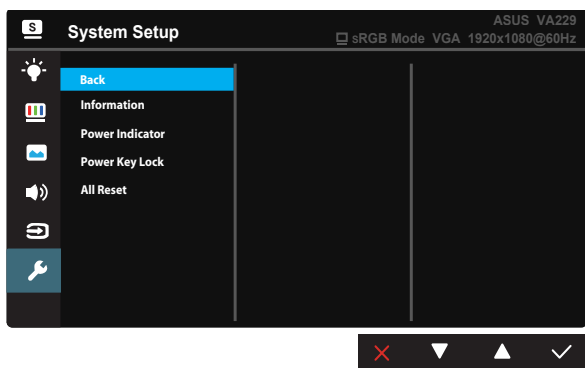 S
System Setup
ASUS VA229
sRGB Mode VGA 1920x1080@60Hz
Back
Information
Power Indicator
Power Key Lock
All Reset